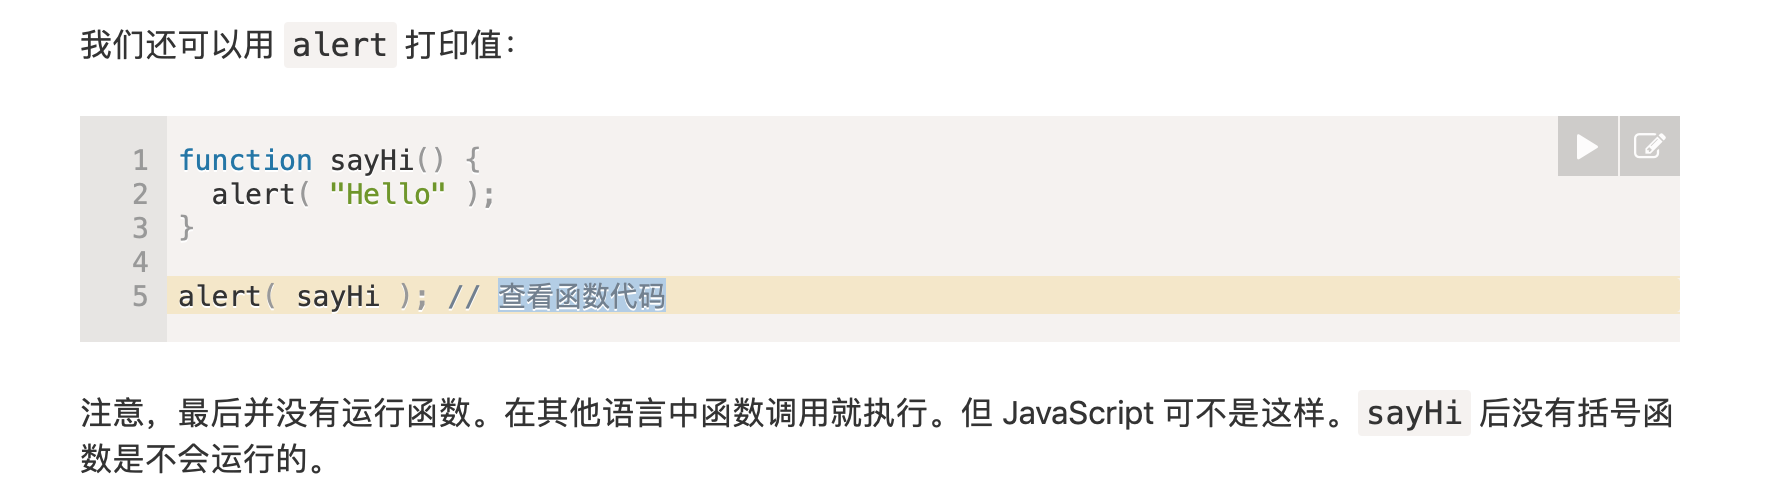 我们还可以用 alert 打印值：
1 function sayHi() {
2   alert( "Hello" );
3 }
4
5 alert( sayHi ); // 查看函数代码
注意，最后并没有运行函数。在其他语言中函数调用就执行。但 JavaScript 可不是这样。sayHi 后没有括号函
数是不会运行的。